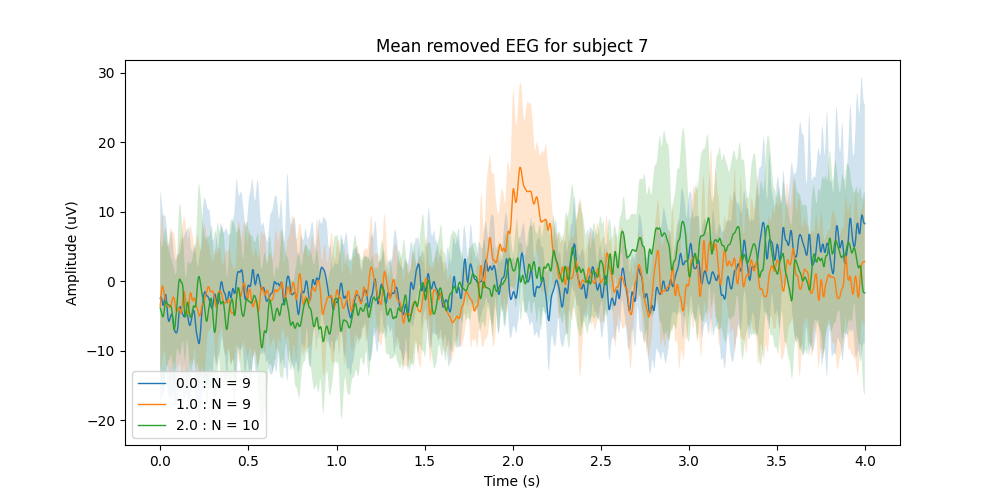 Mean removed EEG for subject 7
Amplitude (uV)
30
20
10
0
−10
−20
0.0 : N = 9
1.0 : N = 9
2.0 : N = 10
0.0 0.5 1.0 1.5 2.0 2.5 3.0 3.5 4.0
Time (s)